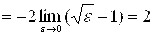 = −2 lim_{ε→0} (√ε − 1) = 2